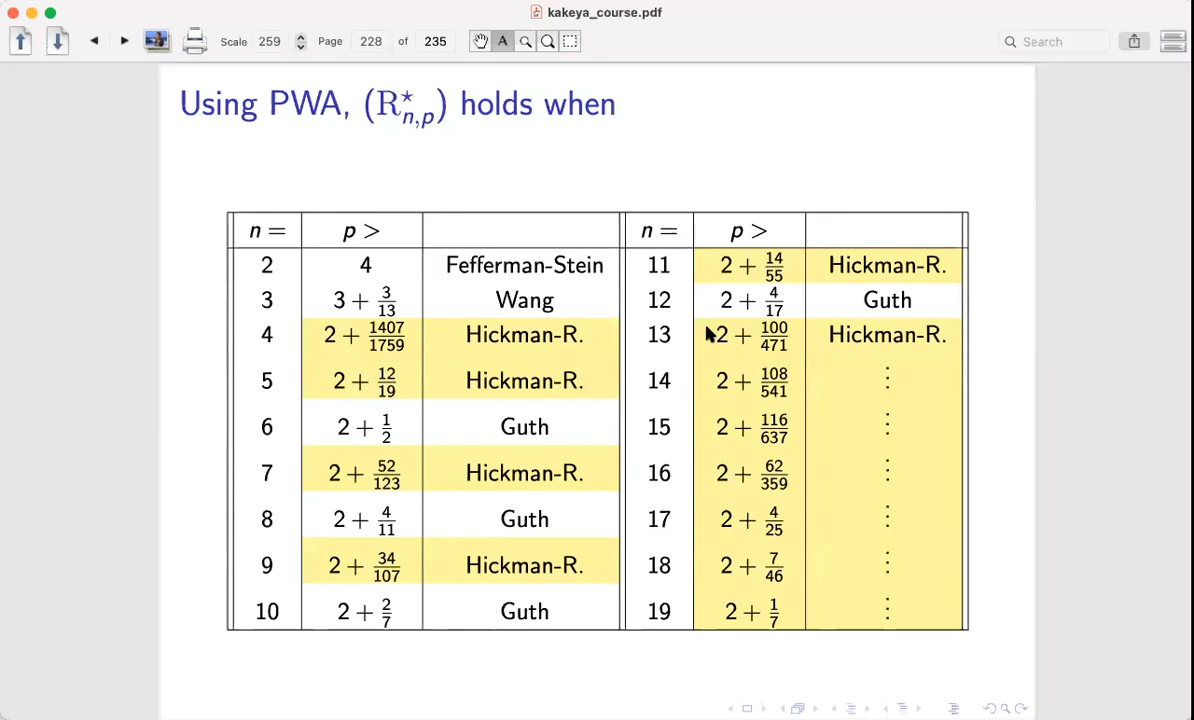 kakeya_course.pdf
Scale 259 Page 228 of 235 A Search
Using PWA, (R⋆n,p) holds when
n = p > n = p >
2 4 Fefferman-Stein 11 2 + 14/55 Hickman-R.
3 3 + 3/13 Wang 12 2 + 4/17 Guth
4 2 + 1407/1759 Hickman-R. 13 2 + 100/471 Hickman-R.
5 2 + 12/19 Hickman-R. 14 2 + 108/541 ⋮
6 2 + 1/2 Guth 15 2 + 116/637 ⋮
7 2 + 52/123 Hickman-R. 16 2 + 62/359 ⋮
8 2 + 4/11 Guth 17 2 + 4/25 ⋮
9 2 + 34/107 Hickman-R. 18 2 + 7/46 ⋮
10 2 + 2/7 Guth 19 2 + 1/7 ⋮